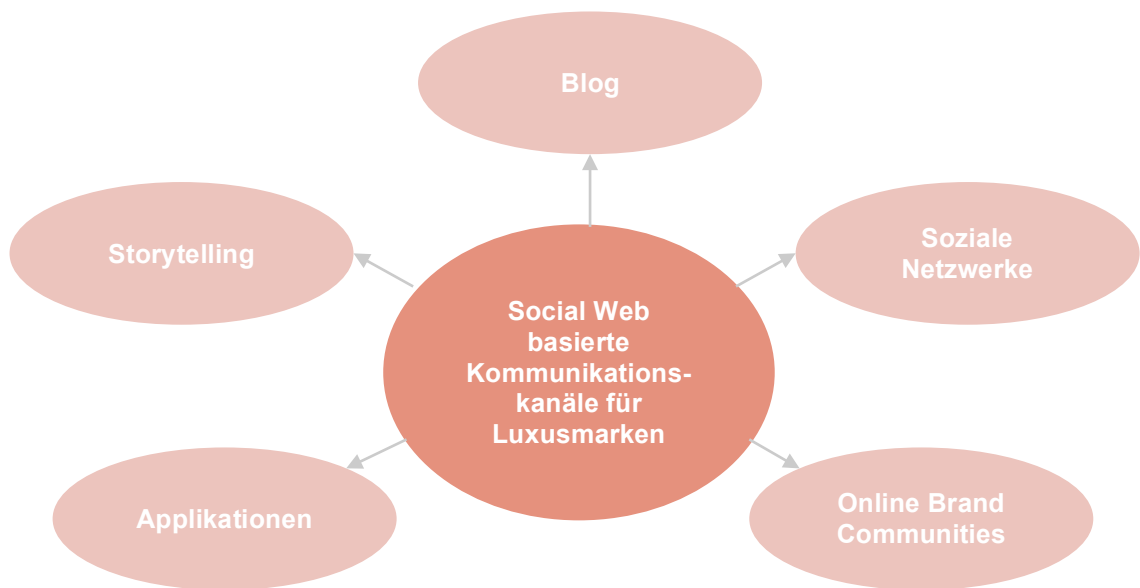 Blog
Storytelling
Soziale
Netzwerke
Social Web
basierte
Kommunikations-
kanäle für
Luxusmarken
Applikationen
Online Brand
Communities